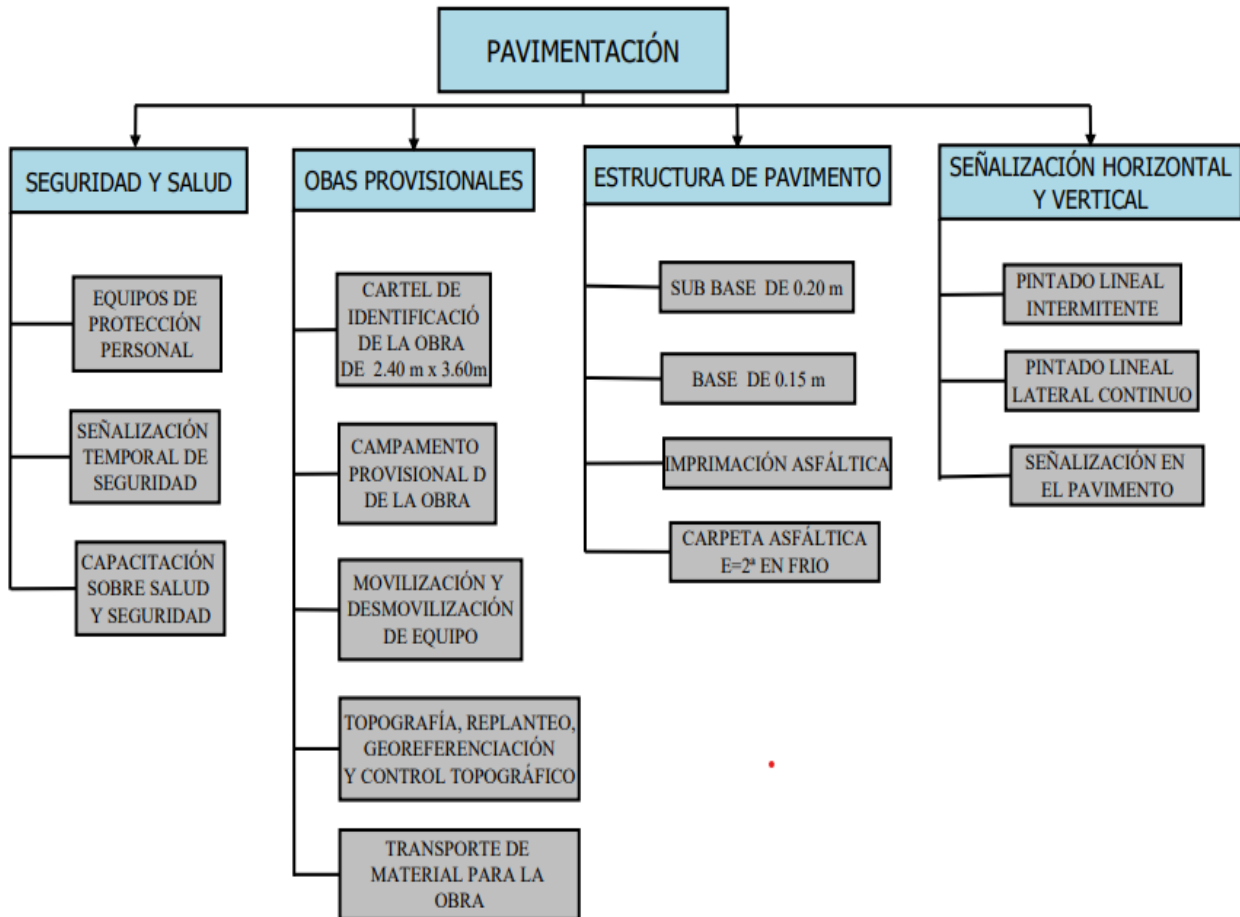 PAVIMENTACIÓN
SEGURIDAD Y SALUD
EQUIPOS DE
PROTECCIÓN
PERSONAL
SEÑALIZACIÓN
TEMPORAL DE
SEGURIDAD
CAPACITACIÓN
SOBRE SALUD
Y SEGURIDAD
OBAS PROVISIONALES
CARTEL DE
IDENTIFICACIÓ
DE LA OBRA
DE 2.40 m x 3.60m
CAMPAMENTO
PROVISIONAL D
DE LA OBRA
MOVILIZACIÓN Y
DESMOVILIZACIÓN
DE EQUIPO
TOPOGRAFÍA, REPLANTEO,
GEOREFERENCIACIÓN
Y CONTROL TOPOGRÁFICO
TRANSPORTE DE
MATERIAL PARA LA
OBRA
ESTRUCTURA DE PAVIMENTO
SUB BASE DE 0.20 m
BASE DE 0.15 m
IMPRIMACIÓN ASFÁLTICA
CARPETA ASFÁLTICA
E=2ª EN FRIO
SEÑALIZACIÓN HORIZONTAL
Y VERTICAL
PINTADO LINEAL
INTERMITENTE
PINTADO LINEAL
LATERAL CONTINUO
SEÑALIZACIÓN EN
EL PAVIMENTO